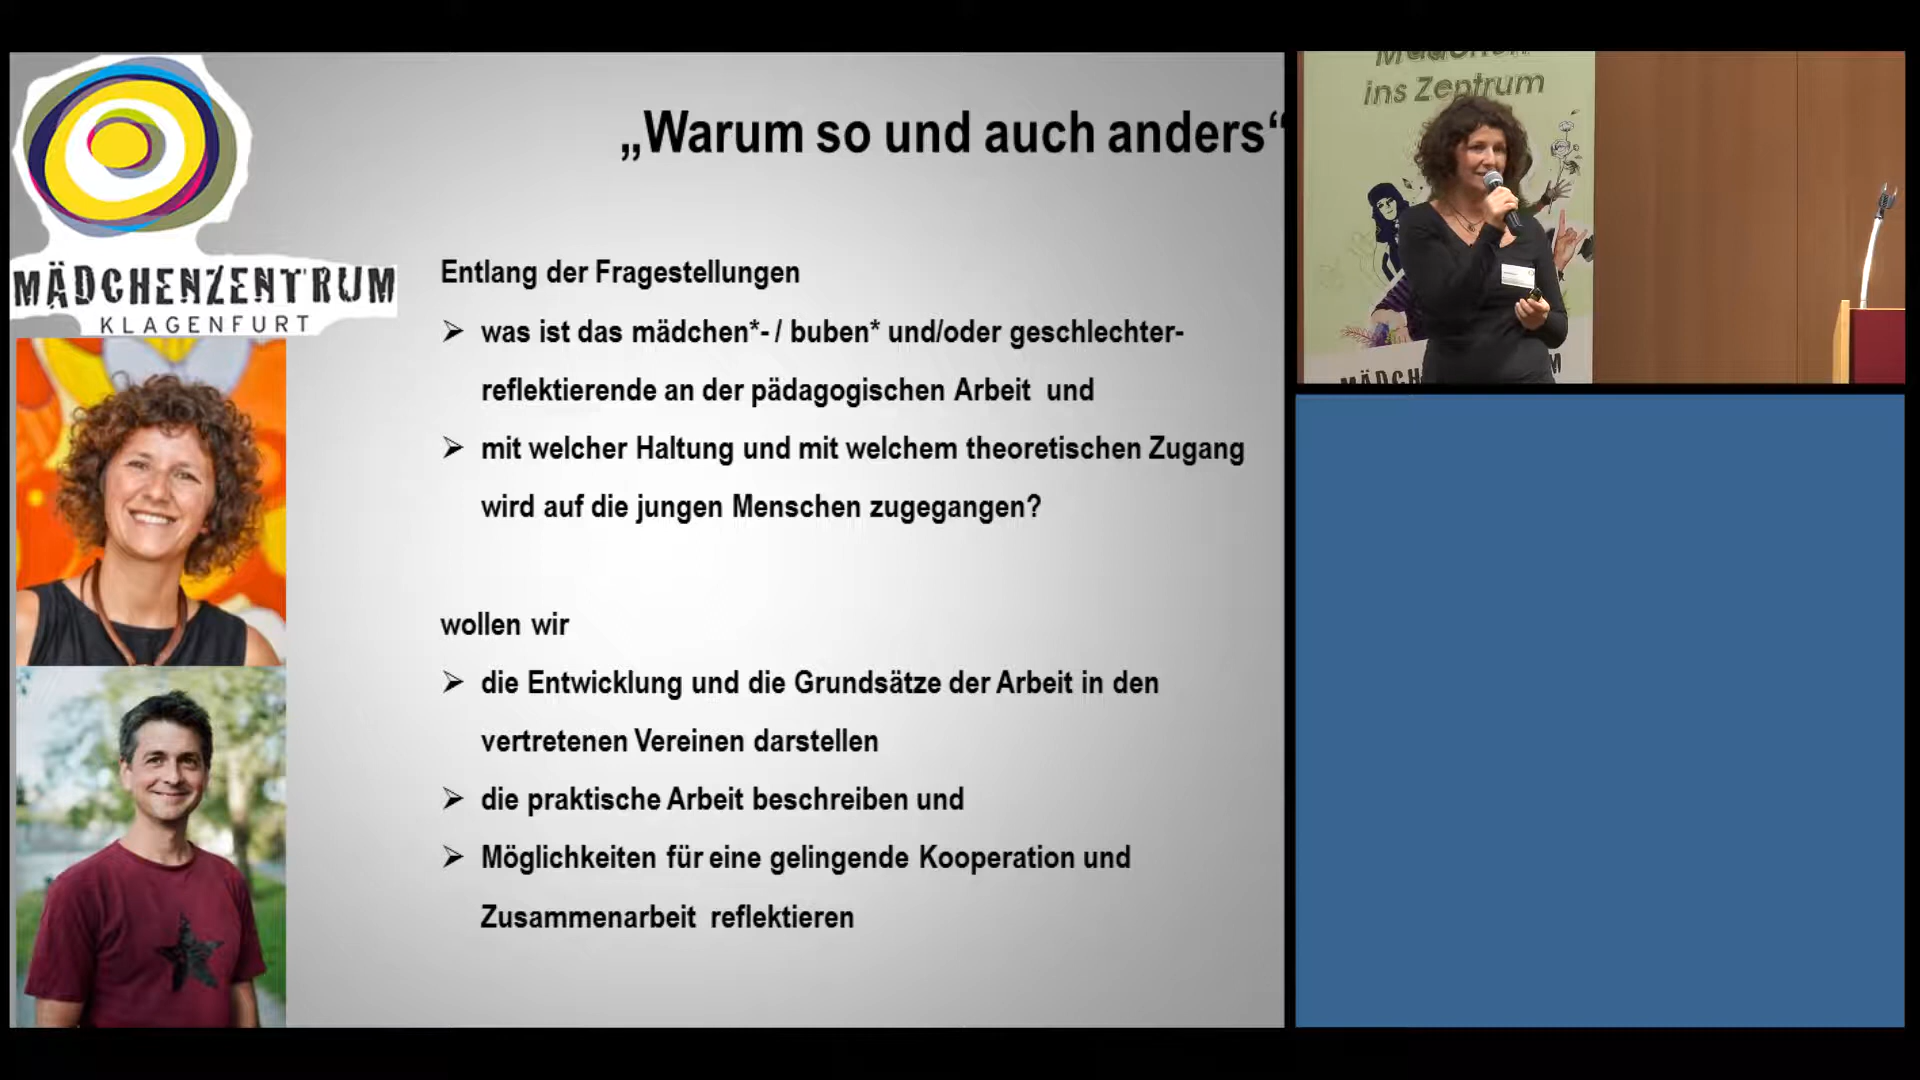 MÄDCHENZENTRUM
KLAGENFURT
„Warum so und auch anders“
Entlang der Fragestellungen
➢ was ist das mädchen*- / buben* und/oder geschlechter-
reflektierende an der pädagogischen Arbeit und
➢ mit welcher Haltung und mit welchem theoretischen Zugang
wird auf die jungen Menschen zugegangen?
wollen wir
➢ die Entwicklung und die Grundsätze der Arbeit in den
vertretenen Vereinen darstellen
➢ die praktische Arbeit beschreiben und
➢ Möglichkeiten für eine gelingende Kooperation und
Zusammenarbeit reflektieren
Mädchen
ins Zentrum